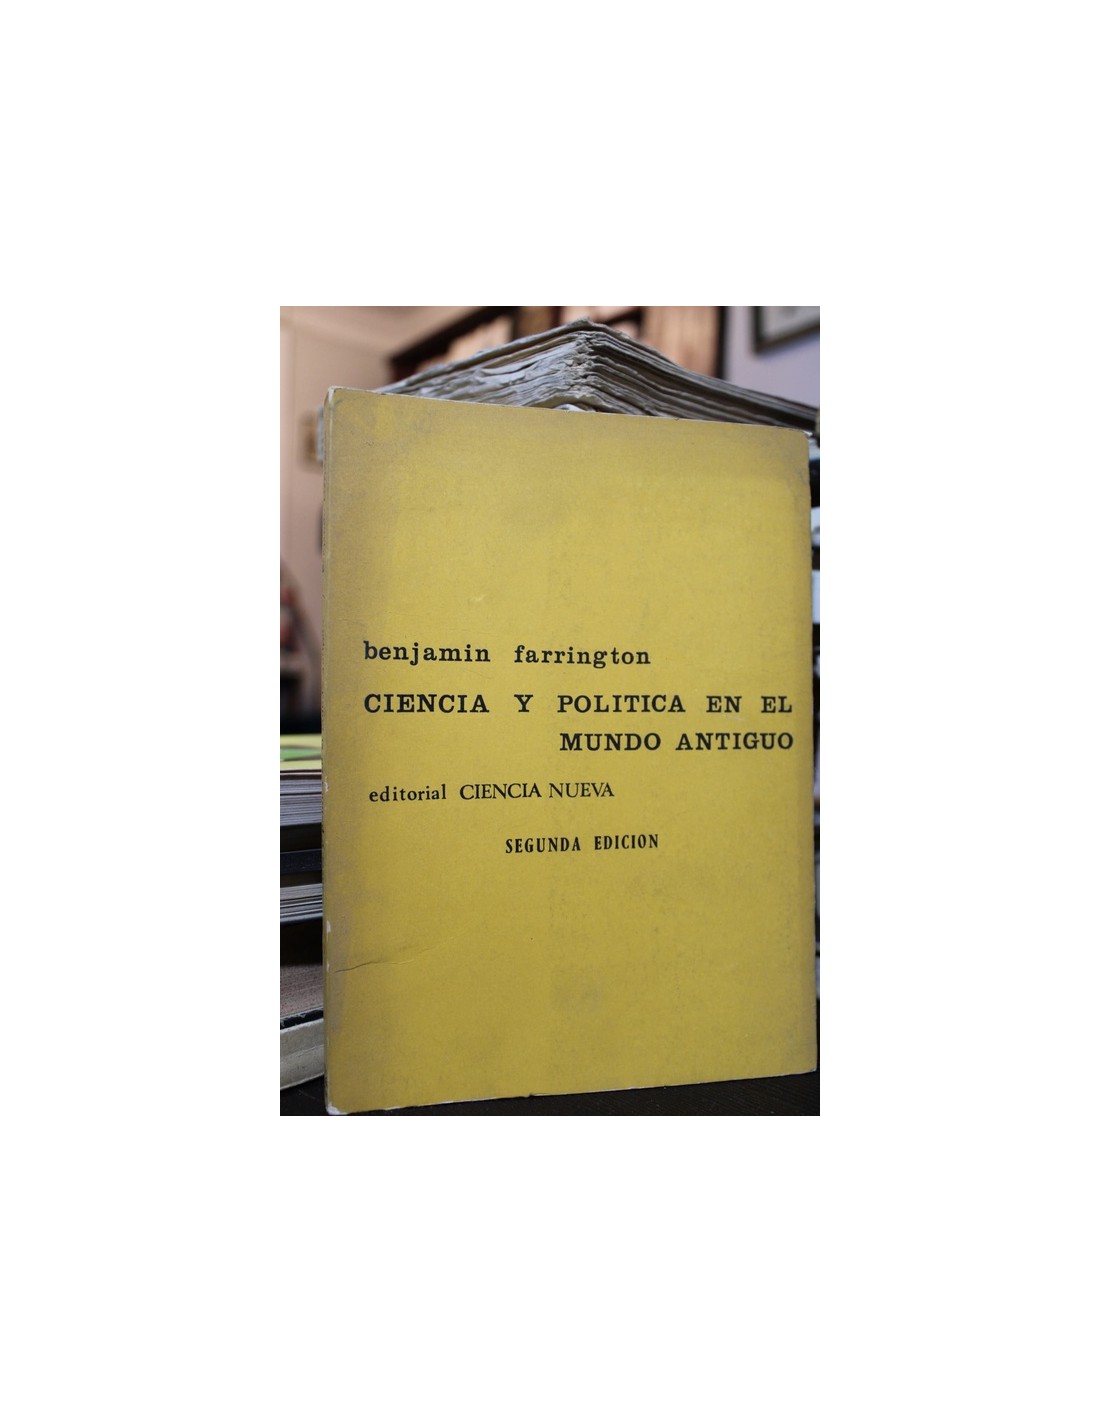 benjamin farrington
CIENCIA Y POLITICA EN EL
MUNDO ANTIGUO
editorial CIENCIA NUEVA
SEGUNDA EDICION